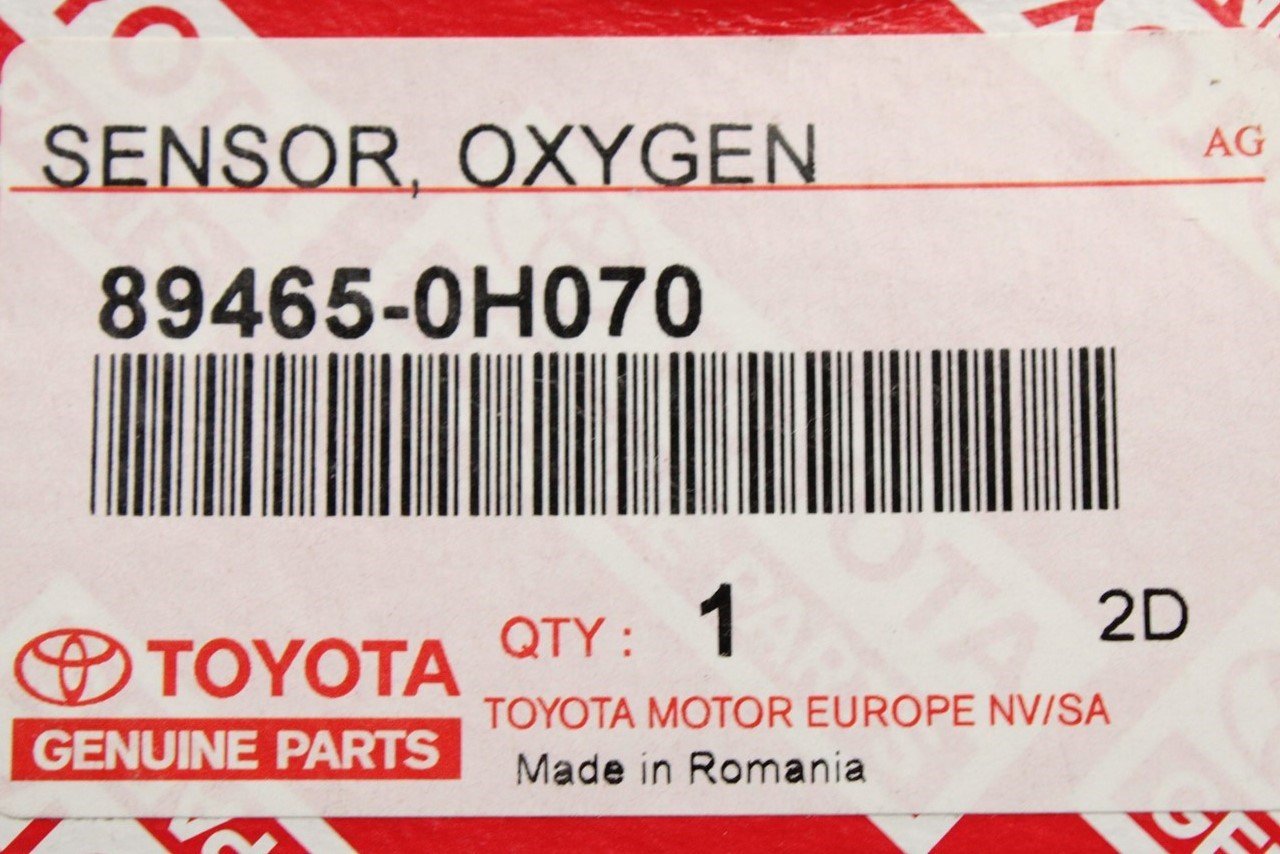 SENSOR, OXYGEN
AG
89465-0H070
QTY : 1
2D
TOYOTA
GENUINE PARTS
TOYOTA MOTOR EUROPE NV/SA
Made in Romania